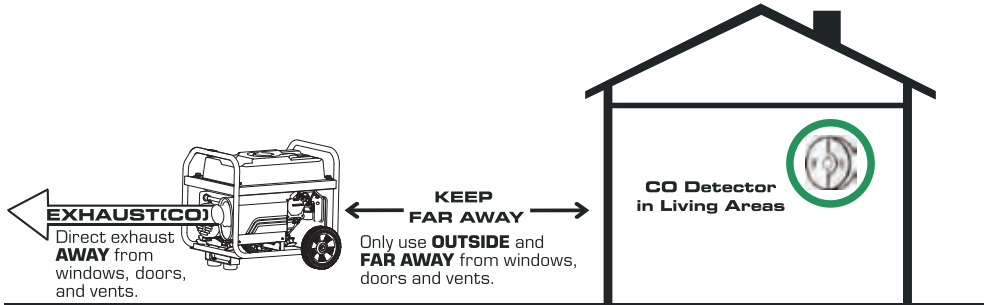 EXHAUST(CO)
Direct exhaust
AWAY from
windows, doors,
and vents.
KEEP
FAR AWAY
Only use OUTSIDE and
FAR AWAY from windows,
doors and vents.
CO Detector
in Living Areas